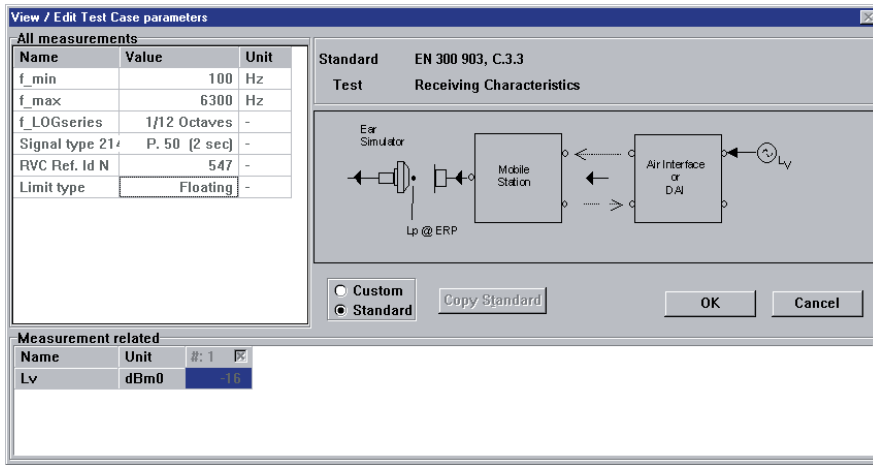 View / Edit Test Case parameters
All measurements
Name Value Unit
f_min 100 Hz
f_max 6300 Hz
f_LOGseries 1/12 Octaves -
Signal type 214 P. 50 (2 sec) -
RVC Ref. Id N 547 -
Limit type Floating -
Standard EN 300 903, C.3.3
Test Receiving Characteristics
Ear
Simulator
Mobile
Station
Air Interface
or
DAI
Lv
Lp @ ERP
Custom
Standard
Copy Standard
OK
Cancel
Measurement related
Name Unit #: 1
Lv dBm0 -16